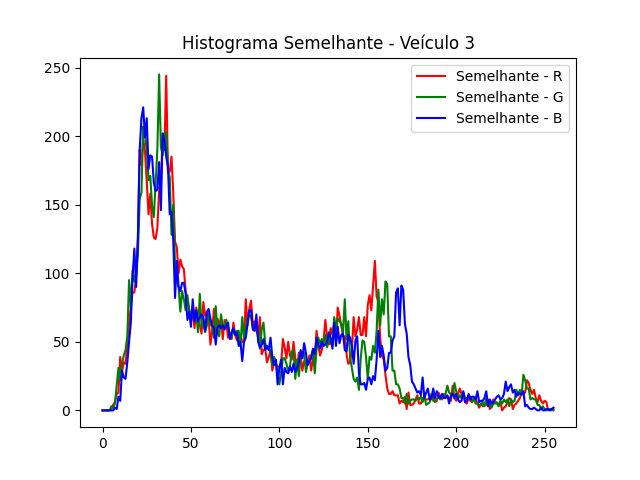 Histograma Semelhante - Veículo 3
Semelhante - R
Semelhante - G
Semelhante - B
250
200
150
100
50
0
0 50 100 150 200 250